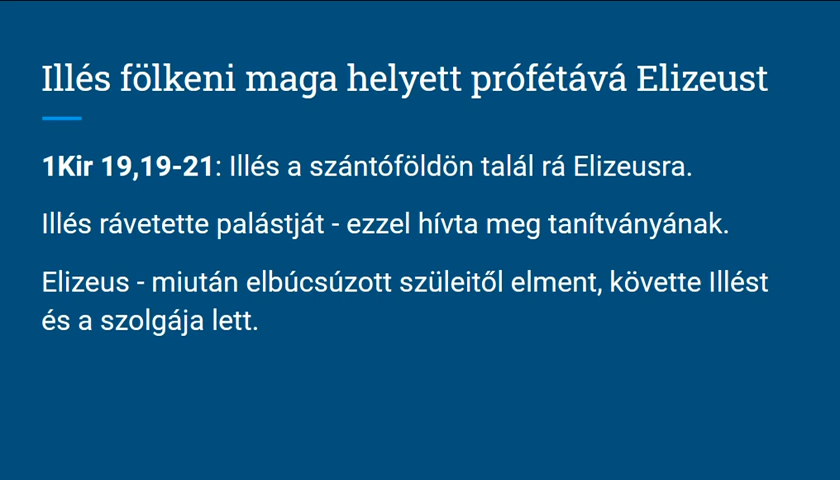 Illés fölkeni maga helyett prófétává Elizeust
1Kir 19,19-21: Illés a szántóföldön talál rá Elizeusra.
Illés rávetette palástját - ezzel hívta meg tanítványának.
Elizeus - miután elbúcsúzott szüleitől elment, követte Illést
és a szolgája lett.